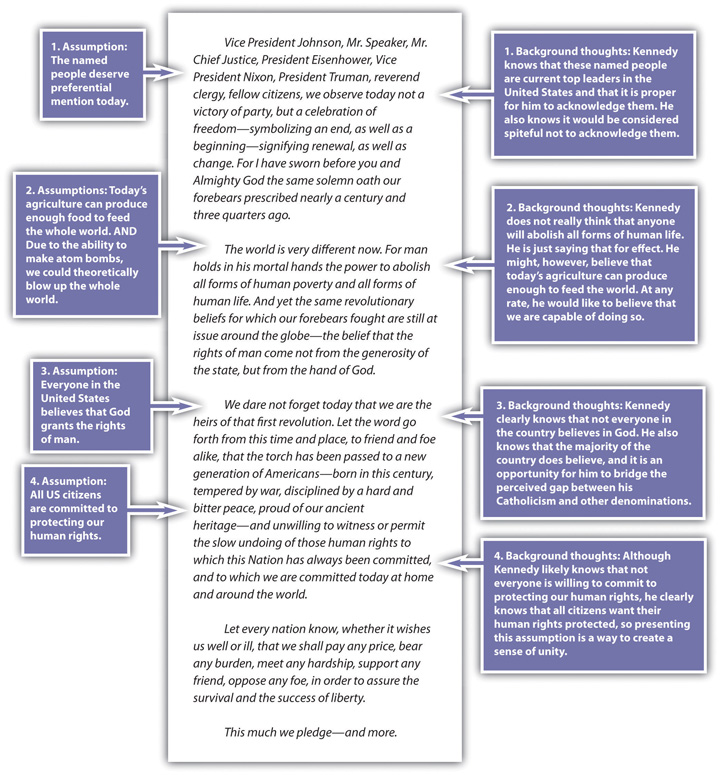 1. Assumption:
The named
people deserve
preferential
mention today.
2. Assumptions: Today's
agriculture can produce
enough food to feed
the whole world. AND
Due to the ability to
make atom bombs,
we could theoretically
blow up the whole
world.
3. Assumption:
Everyone in the
United States
believes that God
grants the rights
of man.
4. Assumption:
All US citizens
are committed to
protecting our
human rights.
Vice President Johnson, Mr. Speaker, Mr.
Chief Justice, President Eisenhower, Vice
President Nixon, President Truman, reverend
clergy, fellow citizens, we observe today not a
victory of party, but a celebration of
freedom—symbolizing an end, as well as a
beginning—signifying renewal, as well as
change. For I have sworn before you and
Almighty God the same solemn oath our
forebears prescribed nearly a century and
three quarters ago.
The world is very different now. For man
holds in his mortal hands the power to abolish
all forms of human poverty and all forms of
human life. And yet the same revolutionary
beliefs for which our forebears fought are still at
issue around the globe—the belief that the
rights of man come not from the generosity of
the state, but from the hand of God.
We dare not forget today that we are the
heirs of that first revolution. Let the word go
forth from this time and place, to friend and foe
alike, that the torch has been passed to a new
generation of Americans—born in this century,
tempered by war, disciplined by a hard and
bitter peace, proud of our ancient
heritage—and unwilling to witness or permit
the slow undoing of those human rights to
which this Nation has always been committed,
and to which we are committed today at home
and around the world.
Let every nation know, whether it wishes
us well or ill, that we shall pay any price, bear
any burden, meet any hardship, support any
friend, oppose any foe, in order to assure the
survival and the success of liberty.
This much we pledge—and more.
1. Background thoughts: Kennedy
knows that these named people
are current top leaders in the
United States and that it is proper
for him to acknowledge them. He
also knows it would be considered
spiteful not to acknowledge them.
2. Background thoughts: Kennedy
does not really think that anyone
will abolish all forms of human life.
He is just saying that for effect. He
might, however, believe that
today's agriculture can produce
enough to feed the world. At any
rate, he would like to believe that
we are capable of doing so.
3. Background thoughts: Kennedy
clearly knows that not everyone in
the country believes in God. He also
knows that the majority of the
country does believe, and it is an
opportunity for him to bridge the
perceived gap between his
Catholicism and other denominations.
4. Background thoughts: Although
Kennedy likely knows that not
everyone is willing to commit to
protecting our human rights, he clearly
knows that all citizens want their
human rights protected, so presenting
this assumption is a way to create a
sense of unity.